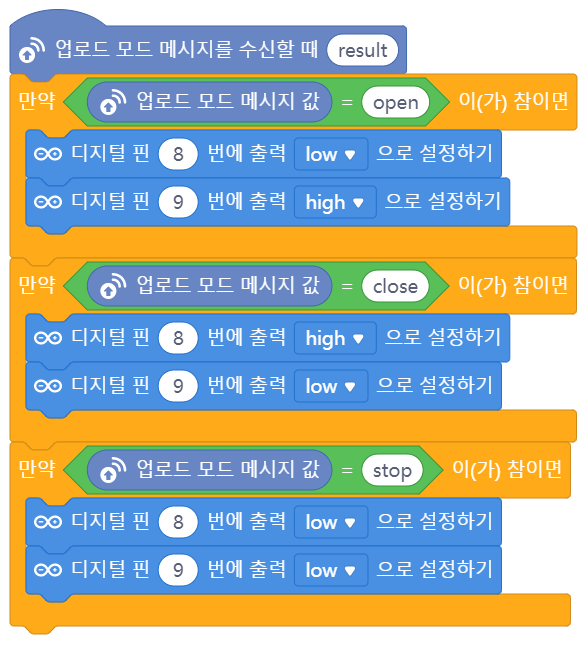 업로드 모드 메시지를 수신할 때 result
만약 업로드 모드 메시지 값 = open 이(가) 참이면
디지털 핀 8 번에 출력 low 으로 설정하기
디지털 핀 9 번에 출력 high 으로 설정하기
만약 업로드 모드 메시지 값 = close 이(가) 참이면
디지털 핀 8 번에 출력 high 으로 설정하기
디지털 핀 9 번에 출력 low 으로 설정하기
만약 업로드 모드 메시지 값 = stop 이(가) 참이면
디지털 핀 8 번에 출력 low 으로 설정하기
디지털 핀 9 번에 출력 low 으로 설정하기